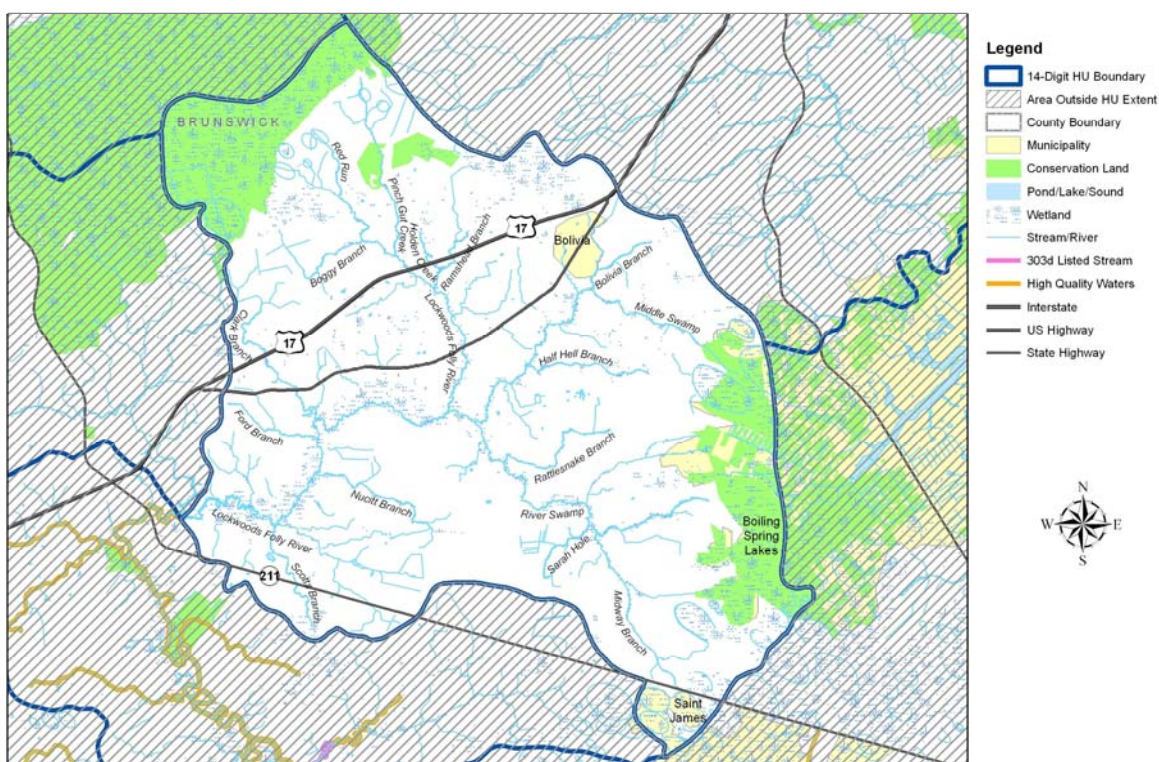 BRUNSWICK
Red Run
Pinch Gut Creek
Holden Creek
Ramshead Branch
17
Bolivia
Bolivia Branch
Boggy Branch
Middle Swamp
Clark Branch
17
Lockwoods Folly River
Half Hell Branch
Ford Branch
Rattlesnake Branch
Nucitt Branch
River Swamp
Lockwoods Folly River
Boiling
Spring
Lakes
Sarah Hole
211
Scotts Branch
Midway Branch
Saint
James
Legend
14-Digit HU Boundary
Area Outside HU Extent
County Boundary
Municipality
Conservation Land
Pond/Lake/Sound
Wetland
Stream/River
303d Listed Stream
High Quality Waters
Interstate
US Highway
State Highway
N
W E
S